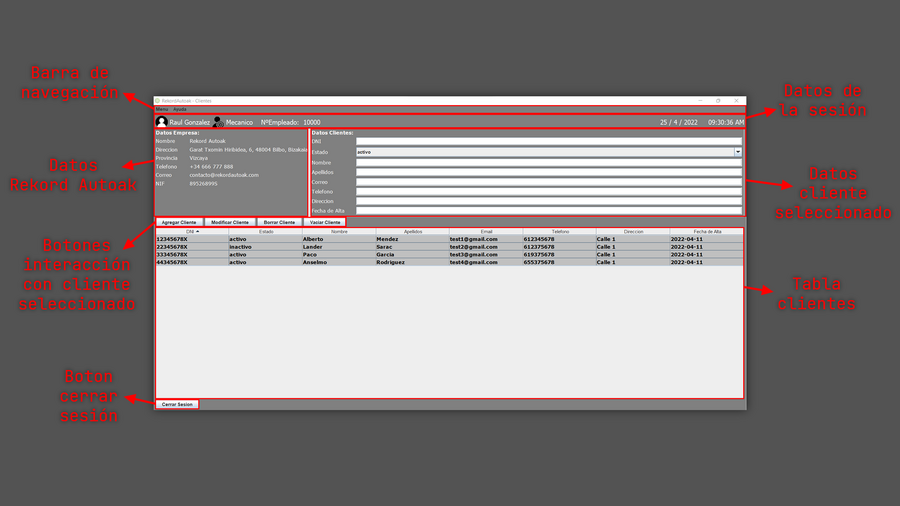 Barra de
navegación
Datos
Rekord Autoak
Botones
interacción
con cliente
seleccionado
Boton
cerrar
sesión
Datos de
la sesión
Datos
cliente
seleccionado
Tabla
clientes
RekordAutoak - Clientes
Menu Ayuda
Raul Gonzalez Mecanico NºEmpleado: 10000 25 / 4 / 2022 09:30:36 AM
Datos Empresa:
Nombre Rekord Autoak
Direccion Garat Txomin Hiribidea, 6, 48004 Bilbo, Bizkaia
Provincia Vizcaya
Telefono +34 666 777 888
Correo contacto@rekordautoak.com
NIF 895268995
Datos Clientes:
DNI
Estado activo
Nombre
Apellidos
Correo
Telefono
Direccion
Fecha de Alta
Agregar Cliente Modificar Cliente Borrar Cliente Vaciar Cliente
DNI Estado Nombre Apellidos Email Telefono Direccion Fecha de Alta
12345678X activo Alberto Mendez test1@gmail.com 612345678 Calle 1 2022-04-11
22345678X inactivo Lander Sarac test2@gmail.com 612375678 Calle 1 2022-04-11
33345678X activo Paco Garcia test3@gmail.com 619375678 Calle 1 2022-04-11
44345678X activo Anselmo Rodriguez test4@gmail.com 655375678 Calle 1 2022-04-11
Cerrar Sesion